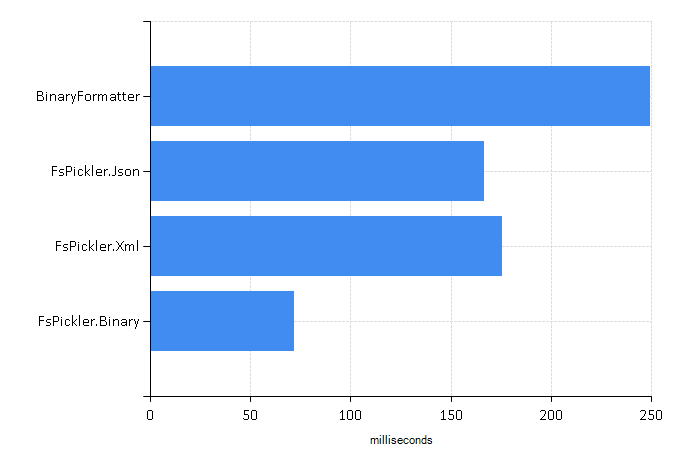 BinaryFormatter
FsPickler.Json
FsPickler.Xml
FsPickler.Binary
0 50 100 150 200 250
milliseconds